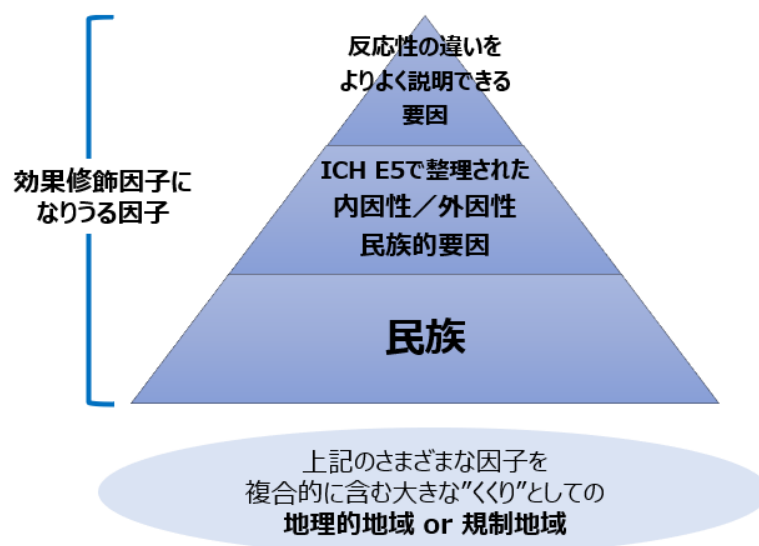 反応性の違いを
よりよく説明できる
要因
ICH E5で整理された
内因性／外因性
民族的要因
効果修飾因子に
なりうる因子
民族
上記のさまざまな因子を
複合的に含む大きな”くくり”としての
地理的地域 or 規制地域